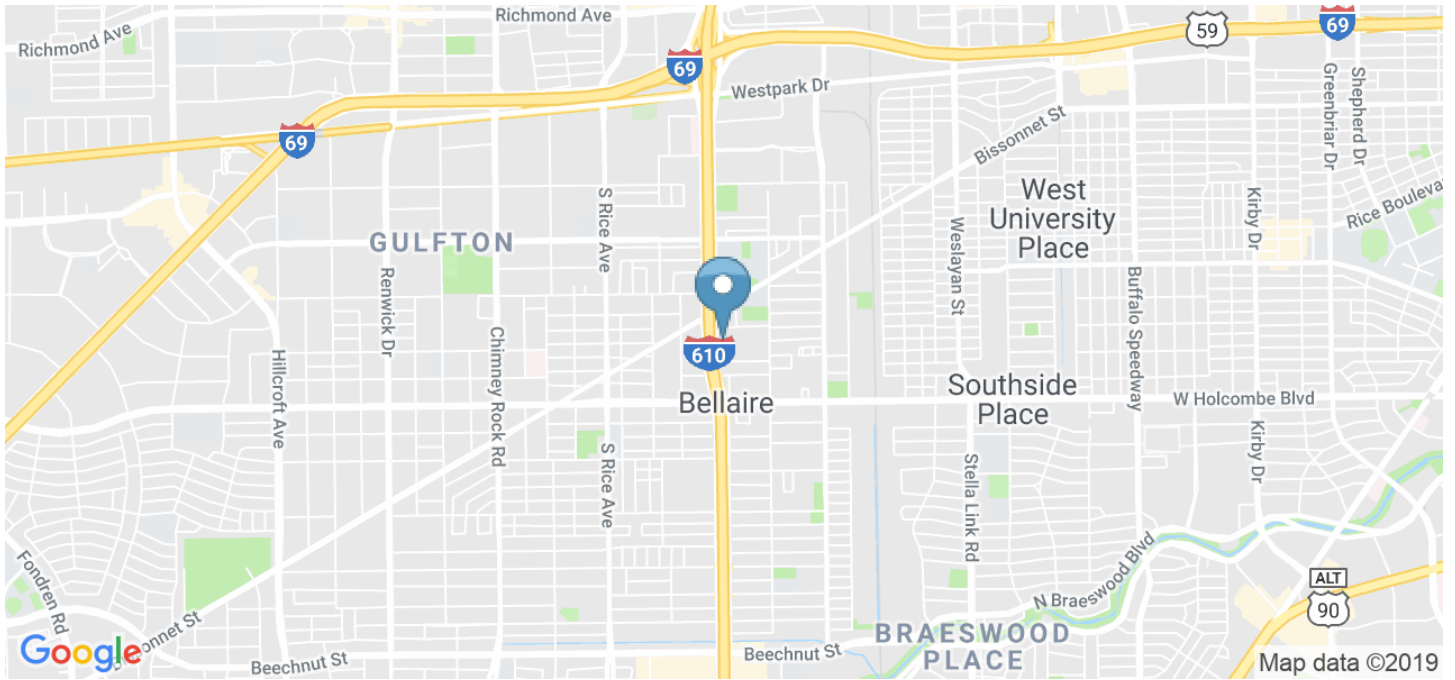 Richmond Ave
Richmond Ave
59
69
69
69
Westpark Dr
Bissonnet St
Greenbriar Dr
Shepherd Dr
Rice Boulevar
West
University
Place
Kirby Dr
S Rice Ave
GULFTON
Weslayan St
Renwick Dr
Buffalo Speedway
Chimney Rock Rd
Hillcroft Ave
610
Bellaire
Southside
Place
W Holcombe Blvd
Kirby Dr
S Rice Ave
Stella Link Rd
Fondren Rd
N Braeswood Blvd
ALT
90
BRAESWOOD
PLACE
onnet St
Beechnut St
Beechnut St
Google
Map data ©2019